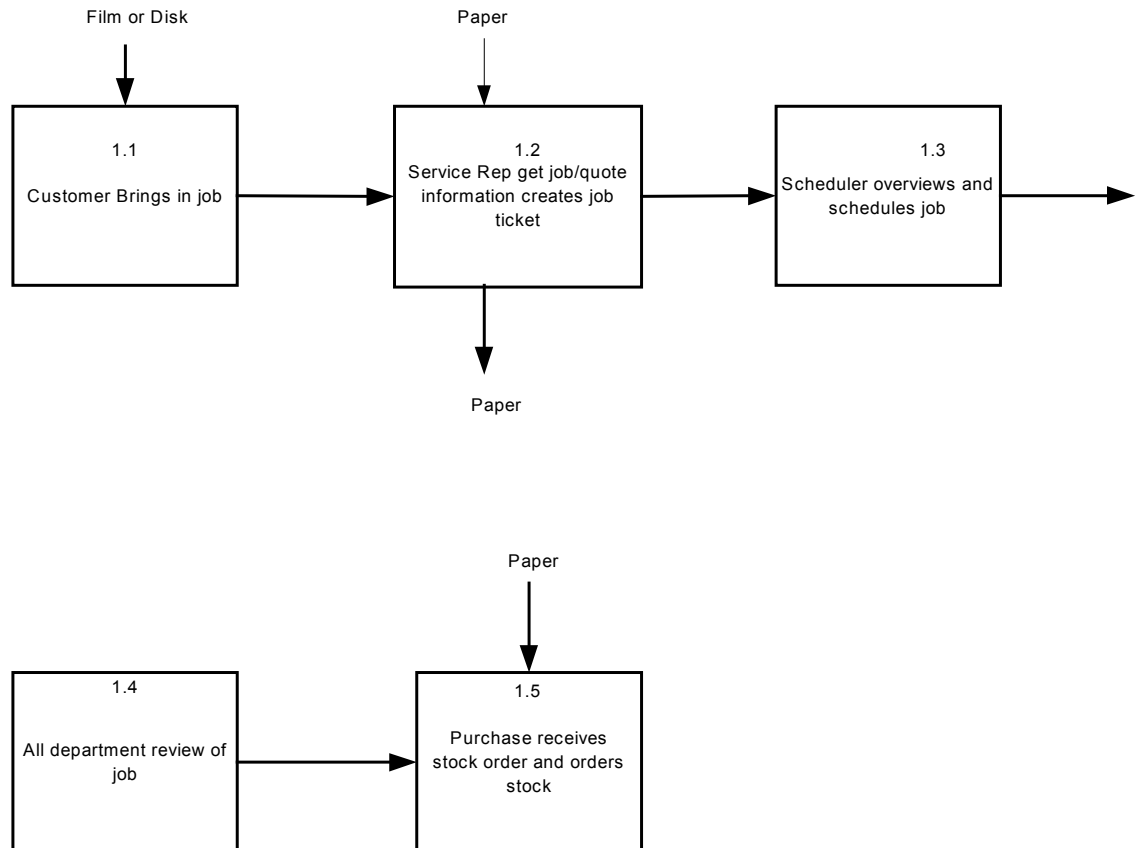 Film or Disk
Paper
1.1
Customer Brings in job
1.2
Service Rep get job/quote
information creates job
ticket
1.3
Scheduler overviews and
schedules job
Paper
Paper
1.4
All department review of
job
1.5
Purchase receives
stock order and orders
stock